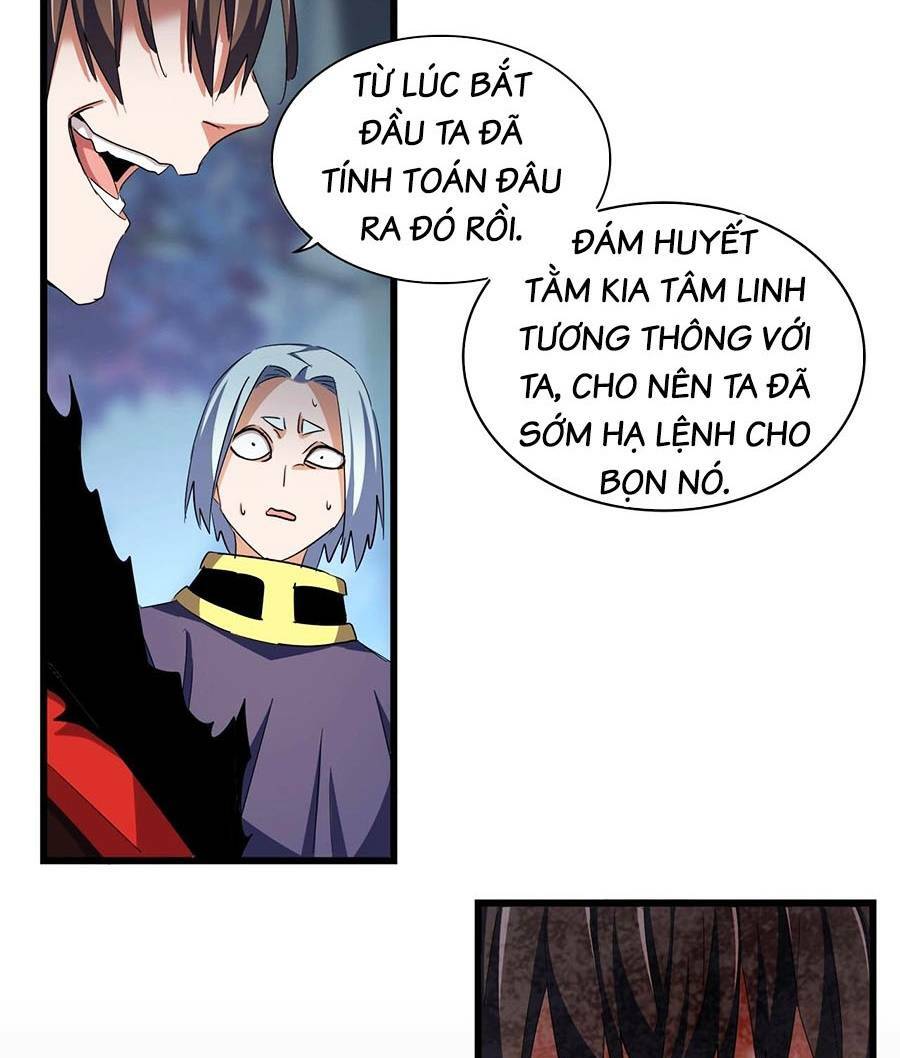 TỪ LÚC BẮT
ĐẦU TA ĐÃ
TÍNH TOÁN ĐÂU
RA ĐÓ RỒI.
ĐÁM HUYẾT
TẰM KIA TÂM LINH
TƯƠNG THÔNG VỚI
TA, CHO NÊN TA ĐÃ
SỚM HẠ LỆNH CHO
BỌN NÓ.